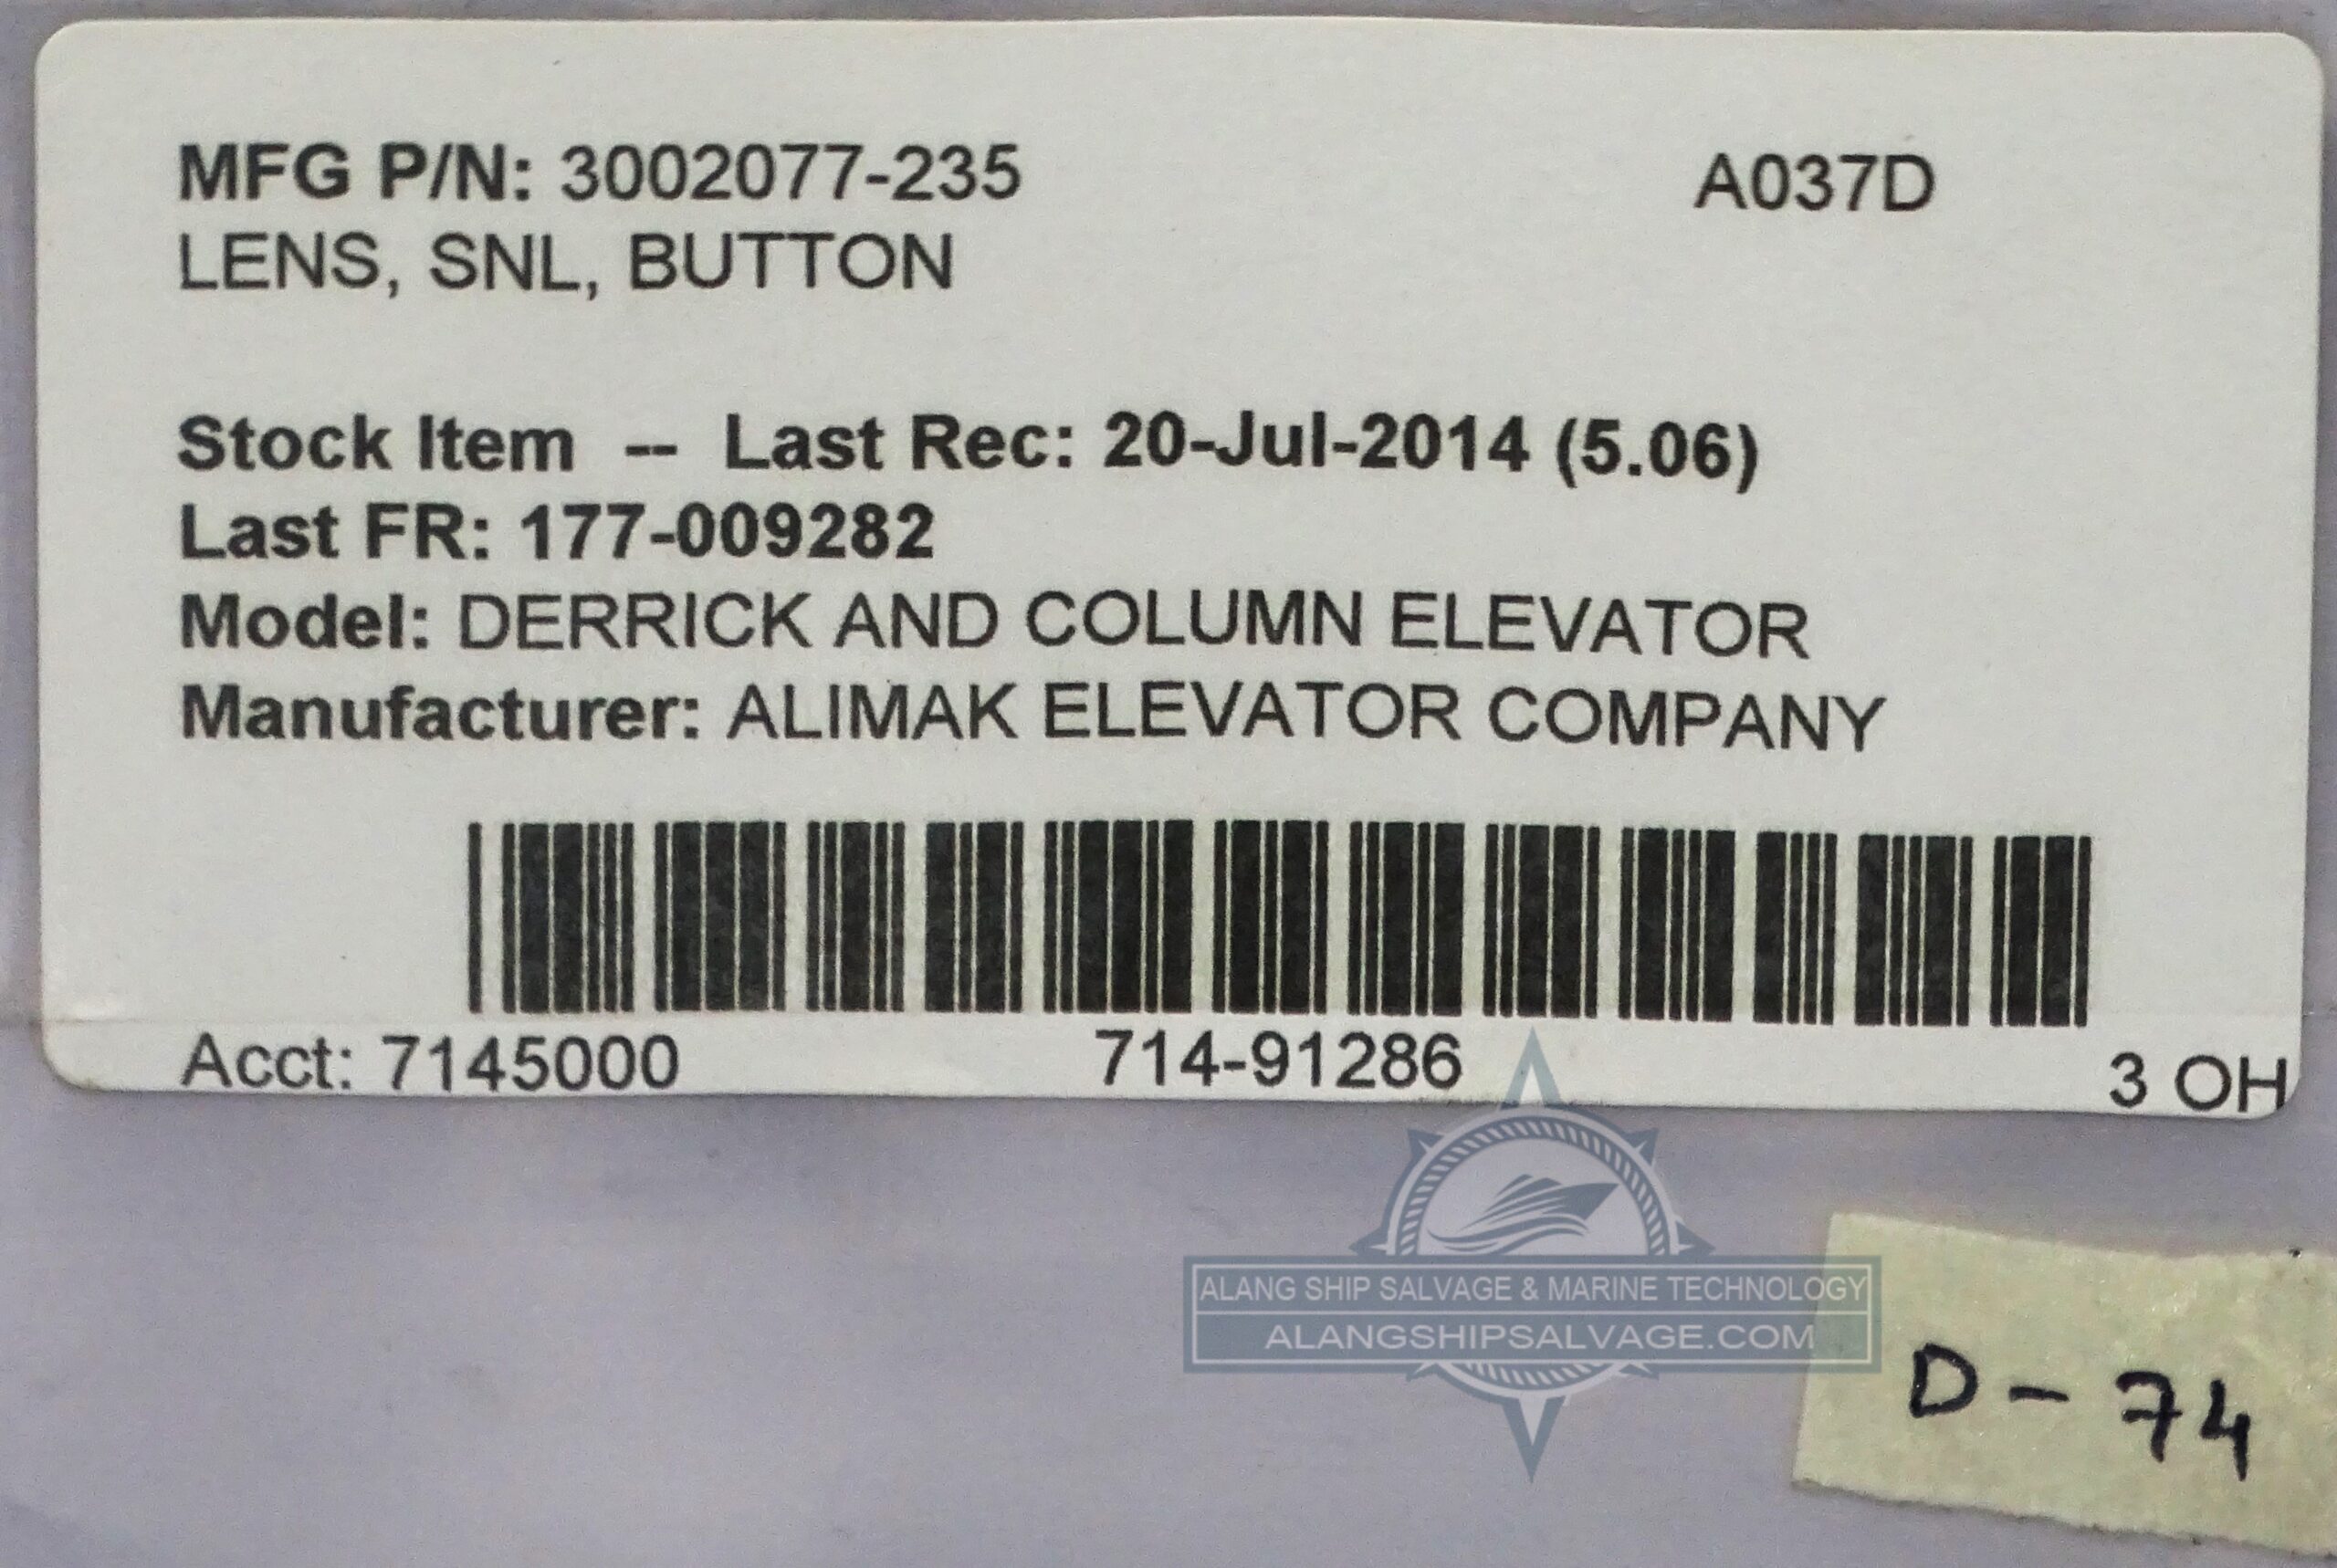 MFG P/N: 3002077-235 A037D
LENS, SNL, BUTTON
Stock Item -- Last Rec: 20-Jul-2014 (5.06)
Last FR: 177-009282
Model: DERRICK AND COLUMN ELEVATOR
Manufacturer: ALIMAK ELEVATOR COMPANY
Acct: 7145000 714-91286 3 OH
ALANG SHIP SALVAGE & MARINE TECHNOLOGY
ALANGSHIPSALVAGE.COM
D-74